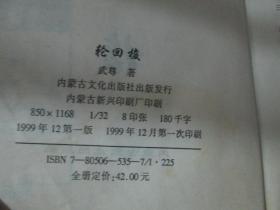 轮回梭
武尊 著
内蒙古文化出版社出版发行
内蒙古新兴印刷厂印刷
850×1168 1/32 8印张 180千字
1999年12第一版 1999年12月第一次印刷
ISBN 7—80506—535—7/1·225
全册定价:42.00元